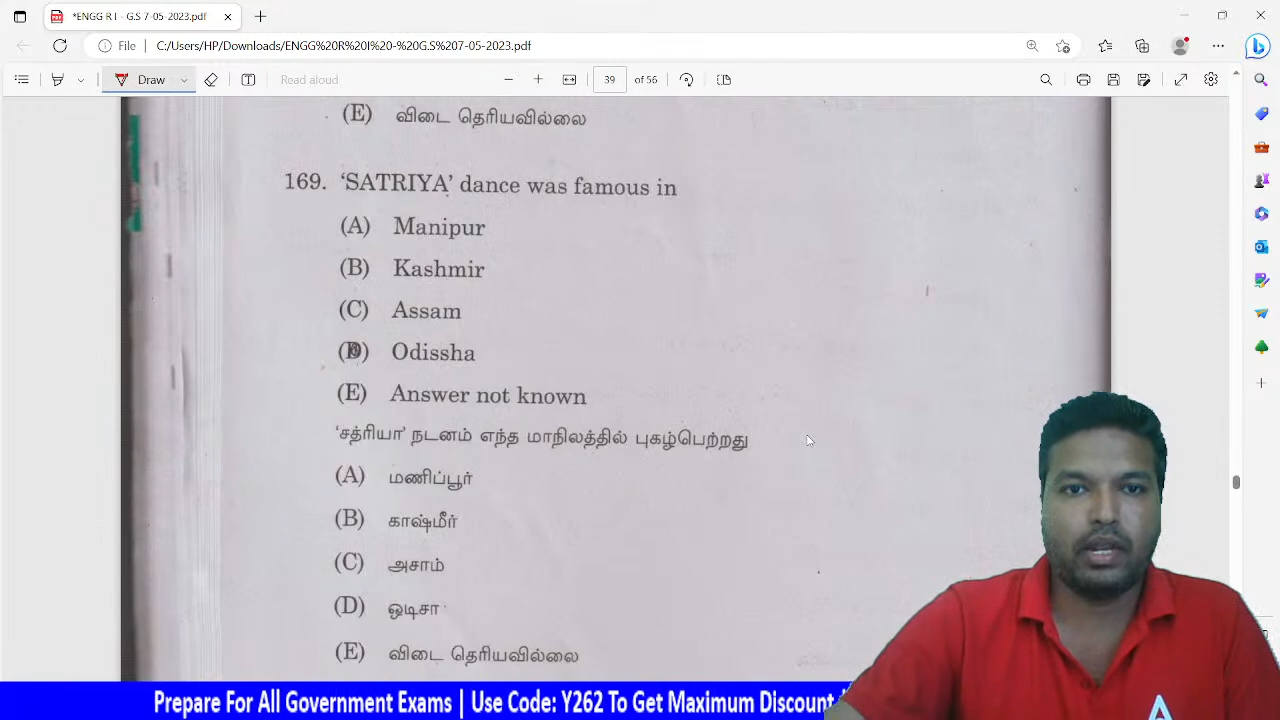 *ENGG R I - G.S 7-05-2023.pdf
File C:/Users/HP/Downloads/ENGG%20R%20I%20-%20G.S%207-05-2023.pdf
Draw Read aloud 39 of 56
(E) விடை தெரியவில்லை
169. ‘SATRIYA’ dance was famous in
(A) Manipur
(B) Kashmir
(C) Assam
(D) Odissha
(E) Answer not known
‘சத்ரியா’ நடனம் எந்த மாநிலத்தில் புகழ்பெற்றது
(A) மணிப்பூர்
(B) காஷ்மீர்
(C) அசாம்
(D) ஒடிசா
(E) விடை தெரியவில்லை
Prepare For All Government Exams | Use Code: Y262 To Get Maximum Discount